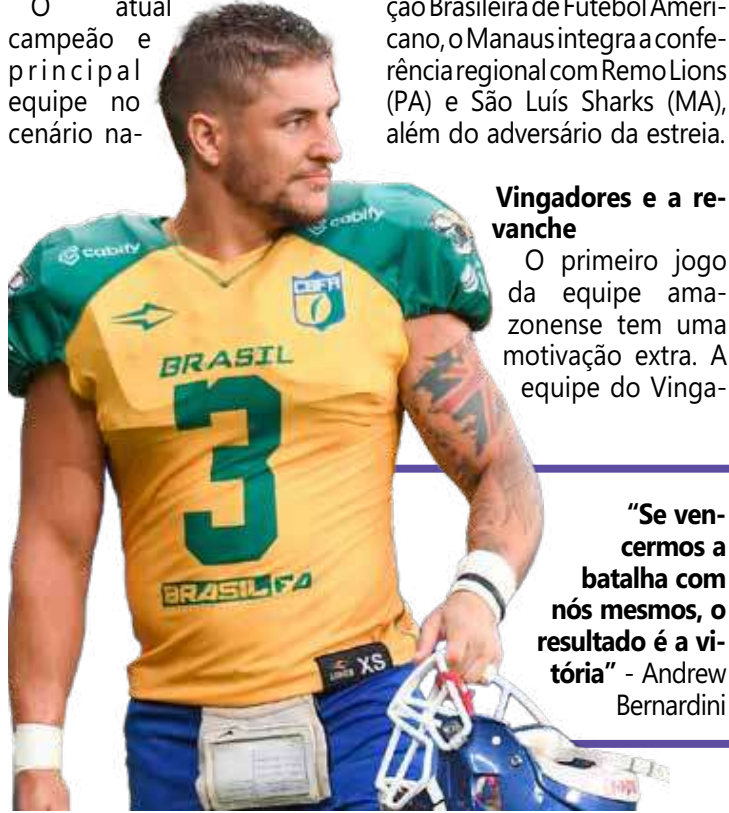 O atual
campeão e
principal
equipe no
cenário na-
ção Brasileira de Futebol Ameri-
cano, o Manaus integra a confe-
rência regional com Remo Lions
(PA) e São Luís Sharks (MA),
além do adversário da estreia.
Vingadores e a re-
vanche
O primeiro jogo
da equipe ama-
zonense tem uma
motivação extra. A
equipe do Vinga-
“Se ven-
cermos a
batalha com
nós mesmos, o
resultado é a vi-
tória” - Andrew
Bernardini
cabify
cabify
CBFA
BRASIL
3
BRASIL FA
XS